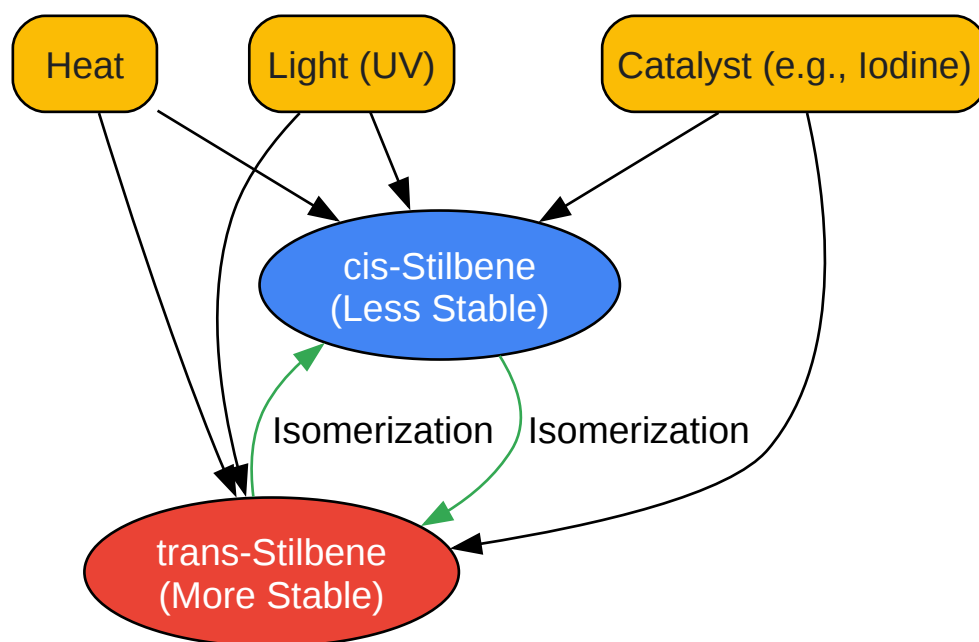 Heat
Light (UV)
Catalyst (e.g., Iodine)
cis-Stilbene
(Less Stable)
Isomerization
Isomerization
trans-Stilbene
(More Stable)